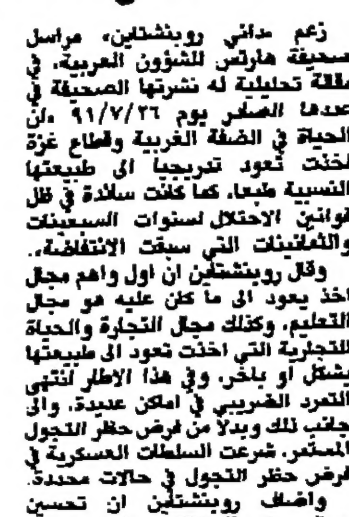 زعم «داني روبنشتاين، مراسل
صحيفة هارتس للشؤون العربية، في
مقالة تحليلية له نشرتها الصحيفة في
عددها الصادر يوم ٩١/٧/٢٦ «ان
الحياة في الضفة الغربية وقطاع غزة
اخذت تعود تدريجيا الى طبيعتها
النسبية طبعا، كما كانت سائدة في ظل
قوانين الاحتلال لسنوات السبعينات
والثمانينات التي سبقت الانتفاضة».
وقال روبنشتاين ان اول واهم مجال
اخذ يعود الى ما كان عليه هو مجال
التعليم، وكذلك مجال التجارة والحياة
التجارية التي اخذت تعود الى طبيعتها
بشكل او باخر. وفي هذا الاطار انتهى
التمرد الضريبي في اماكن عديدة. والى
جانب ذلك وبدلا من فرض حظر التجول
المستمر، شرعت السلطات العسكرية في
فرض حظر التجول في حالات محددة.
واضاف روبنشتاين ان تحسين